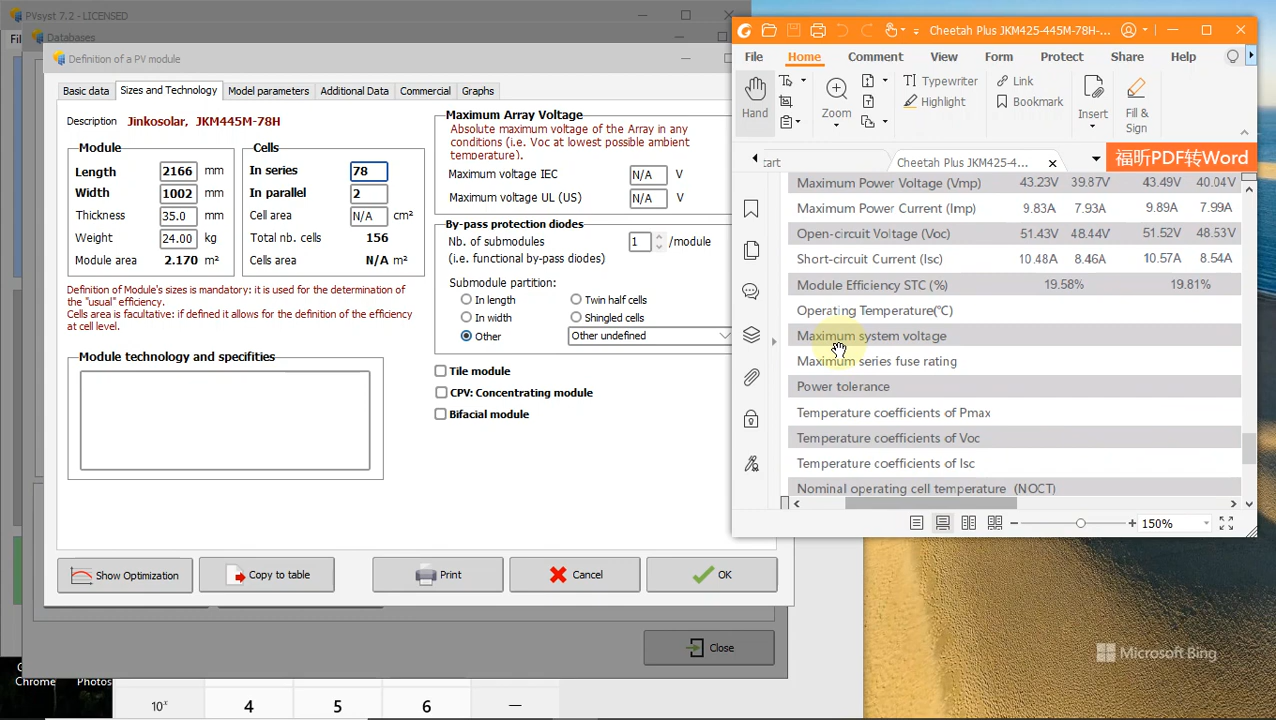 PVsyst 7.2 - LICENSED
Fil
Databases
Definition of a PV module
Basic data
Sizes and Technology
Model parameters
Additional Data
Commercial
Graphs
Description Jinkosolar, JKM445M-78H
Module
Length 2166 mm
Width 1002 mm
Thickness 35.0 mm
Weight 24.00 kg
Module area 2.170 m²
Cells
In series 78
In parallel 2
Cell area N/A cm²
Total nb. cells 156
Cells area N/A m²
Definition of Module's sizes is mandatory: it is used for the determination of
the "usual" efficiency.
Cells area is facultative: if defined it allows for the definition of the efficiency
at cell level.
Module technology and specifities
Maximum Array Voltage
Absolute maximum voltage of the Array in any
conditions (i.e. Voc at lowest possible ambient
temperature).
Maximum voltage IEC N/A V
Maximum voltage UL (US) N/A V
By-pass protection diodes
Nb. of submodules 1 /module
(i.e. functional by-pass diodes)
Submodule partition:
In length
Twin half cells
In width
Shingled cells
Other
Other undefined
Tile module
CPV: Concentrating module
Bifacial module
Show Optimization
Copy to table
Print
Cancel
OK
Close
Chrome
Photos
10ˣ 4 5 6 —
Cheetah Plus JKM425-445M-78H-...
File Home Comment View Form Protect Share Help
Hand
Zoom
Typewriter
Highlight
Link
Bookmark
Insert
Fill &
Sign
tart
Cheetah Plus JKM425-4...
福昕PDF转Word
Maximum Power Voltage (Vmp) 43.23V 39.87V 43.49V 40.04V
Maximum Power Current (Imp) 9.83A 7.93A 9.89A 7.99A
Open-circuit Voltage (Voc) 51.43V 48.44V 51.52V 48.53V
Short-circuit Current (Isc) 10.48A 8.46A 10.57A 8.54A
Module Efficiency STC (%) 19.58% 19.81%
Operating Temperature(℃)
Maximum system voltage
Maximum series fuse rating
Power tolerance
Temperature coefficients of Pmax
Temperature coefficients of Voc
Temperature coefficients of Isc
Nominal operating cell temperature (NOCT)
150%
Microsoft Bing